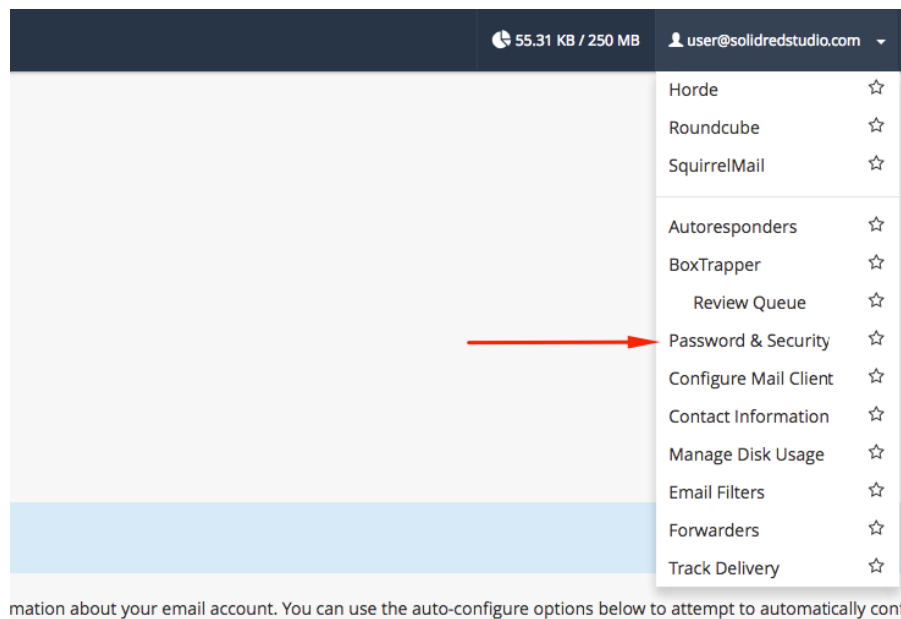 55.31 KB / 250 MB user@solidredstudio.com
Horde
Roundcube
SquirrelMail
Autoresponders
BoxTrapper
Review Queue
Password & Security
Configure Mail Client
Contact Information
Manage Disk Usage
Email Filters
Forwarders
Track Delivery
mation about your email account. You can use the auto-configure options below to attempt to automatically conf